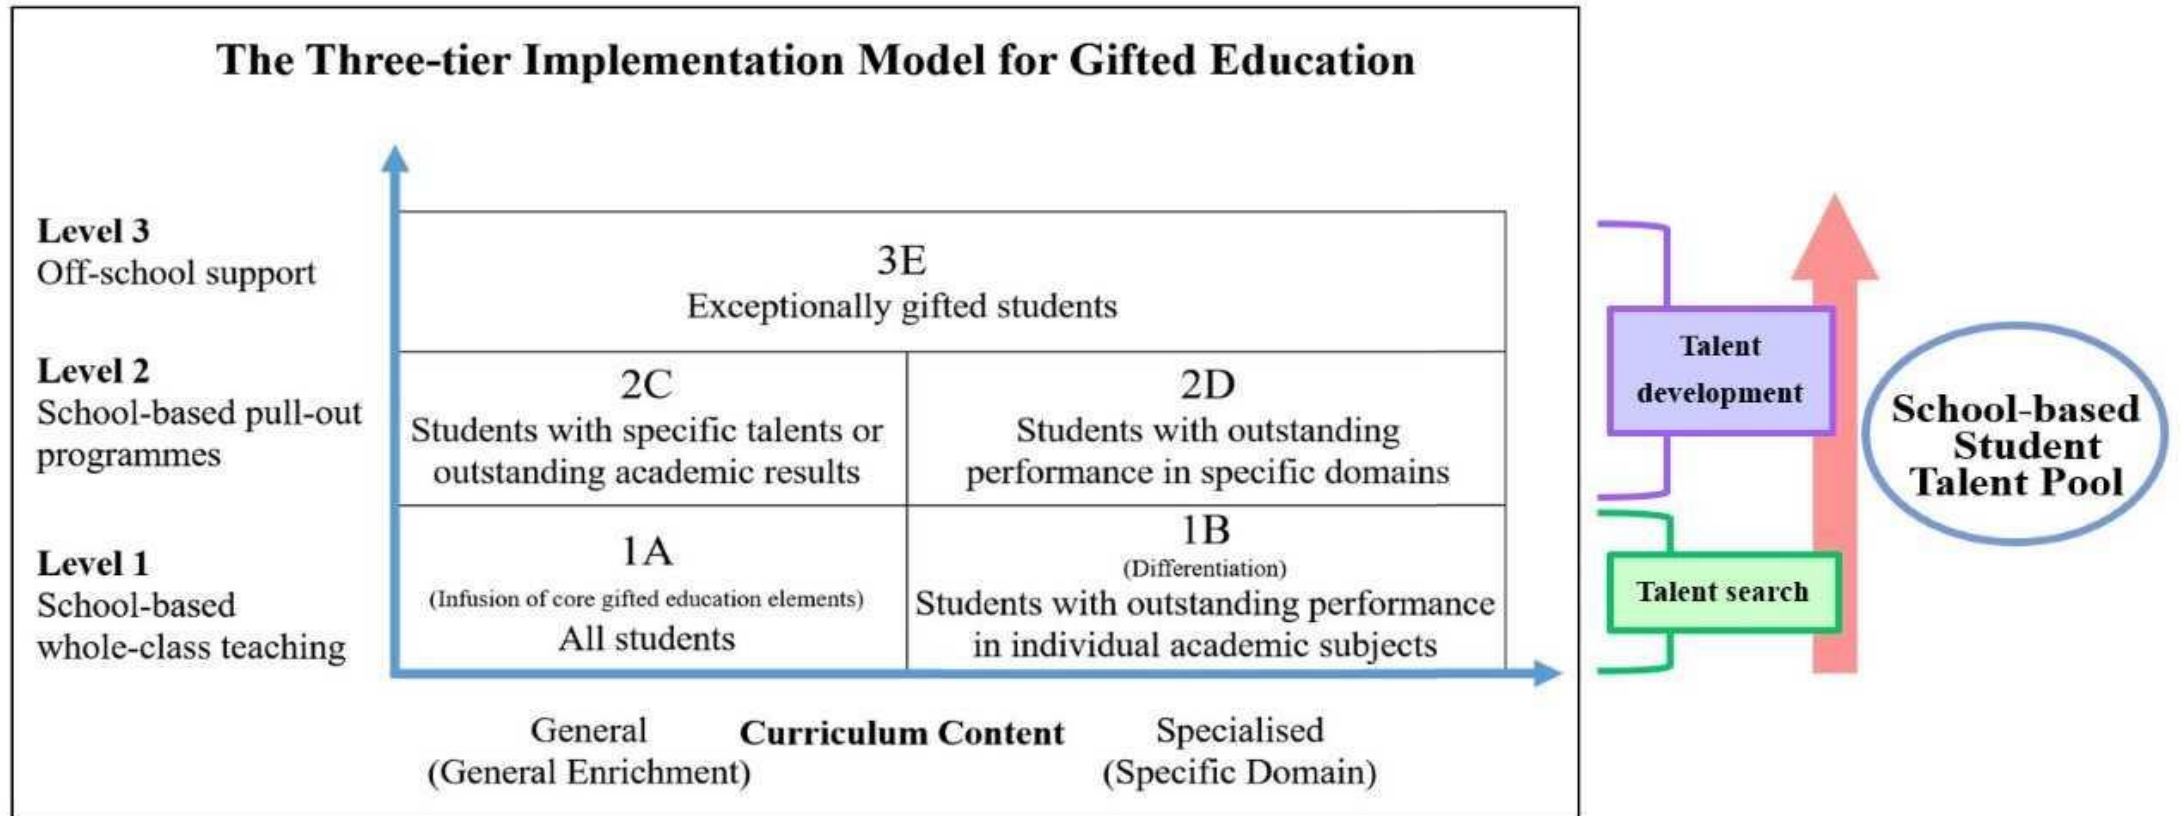 The Three-tier Implementation Model for Gifted Education
Level 3
Off-school support
3E
Exceptionally gifted students
Level 2
School-based pull-out
programmes
2C
Students with specific talents or
outstanding academic results
2D
Students with outstanding
performance in specific domains
Level 1
School-based
whole-class teaching
1A
(Infusion of core gifted education elements)
All students
1B
(Differentiation)
Students with outstanding performance
in individual academic subjects
General
(General Enrichment)
Curriculum Content
Specialised
(Specific Domain)
Talent
development
Talent search
School-based
Student
Talent Pool